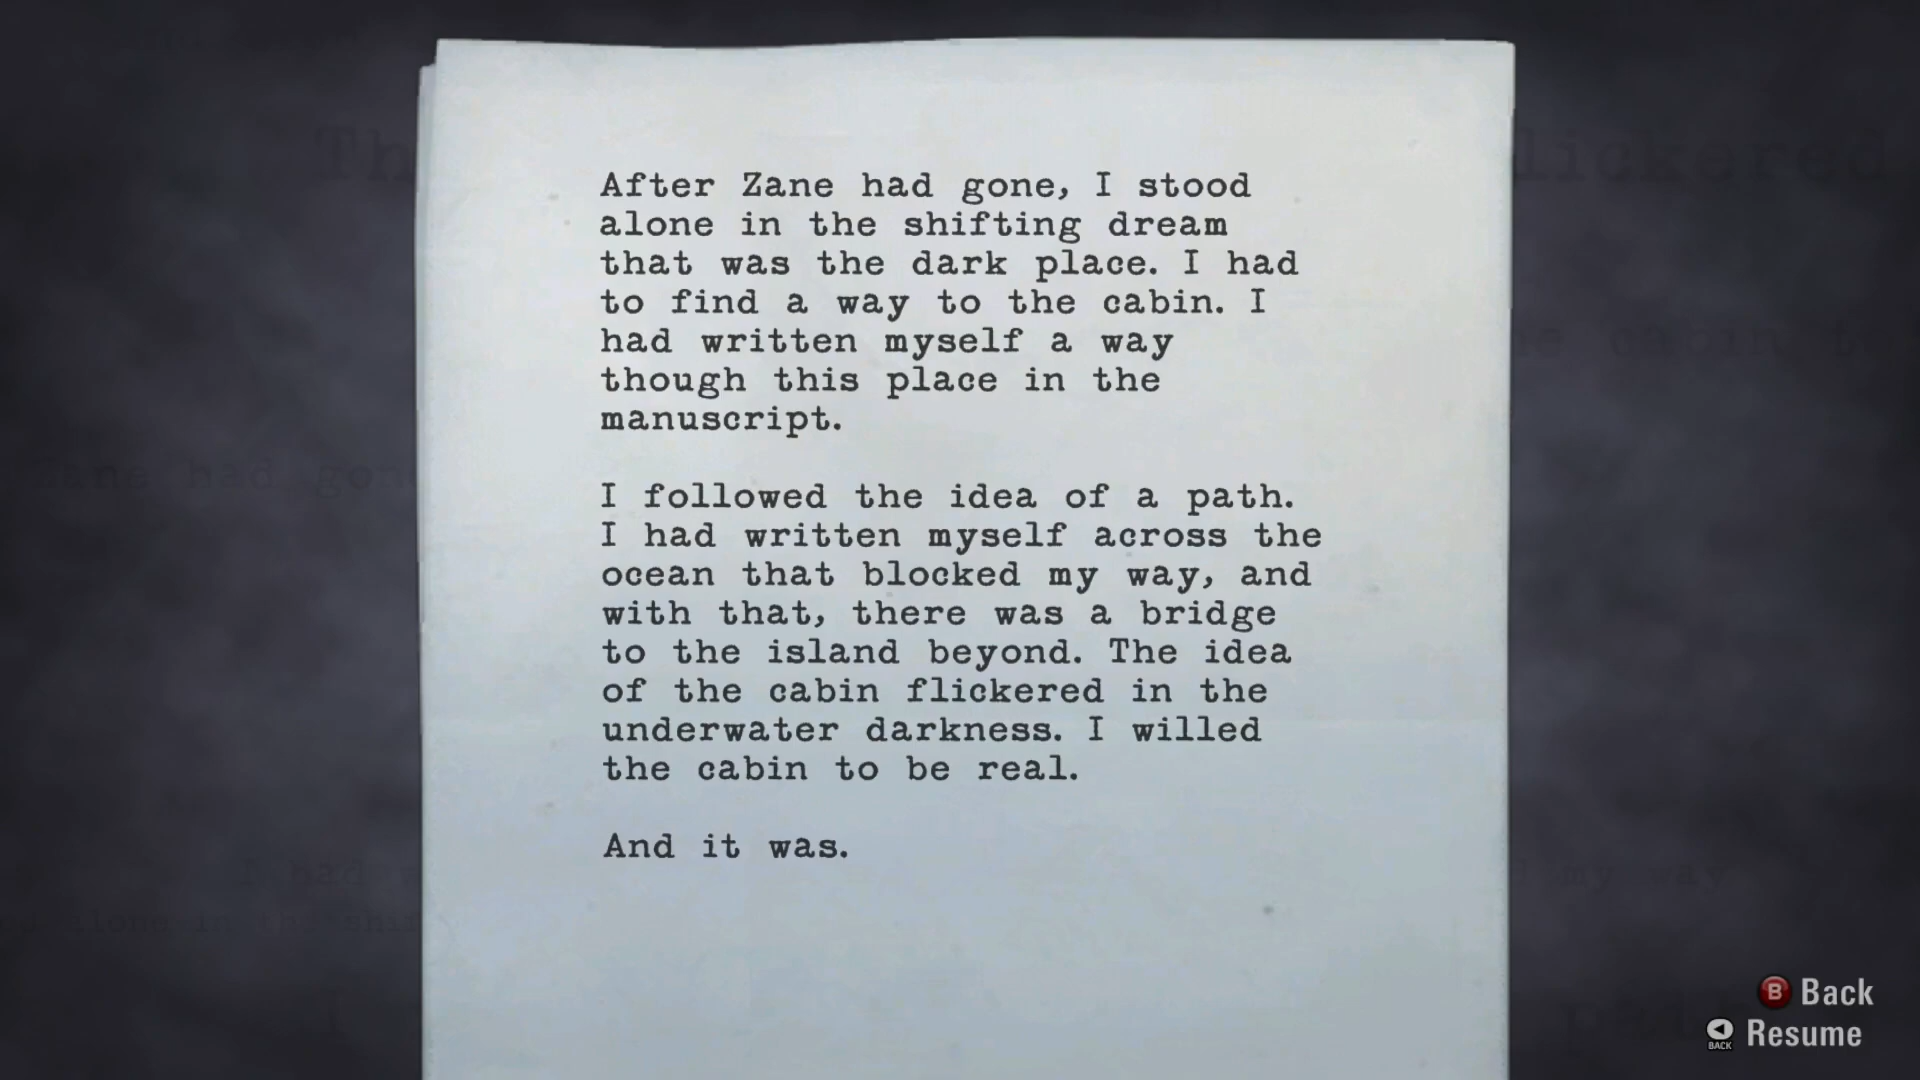 After Zane had gone, I stood
alone in the shifting dream
that was the dark place. I had
to find a way to the cabin. I
had written myself a way
though this place in the
manuscript.
I followed the idea of a path.
I had written myself across the
ocean that blocked my way, and
with that, there was a bridge
to the island beyond. The idea
of the cabin flickered in the
underwater darkness. I willed
the cabin to be real.
And it was.
B Back
BACK Resume